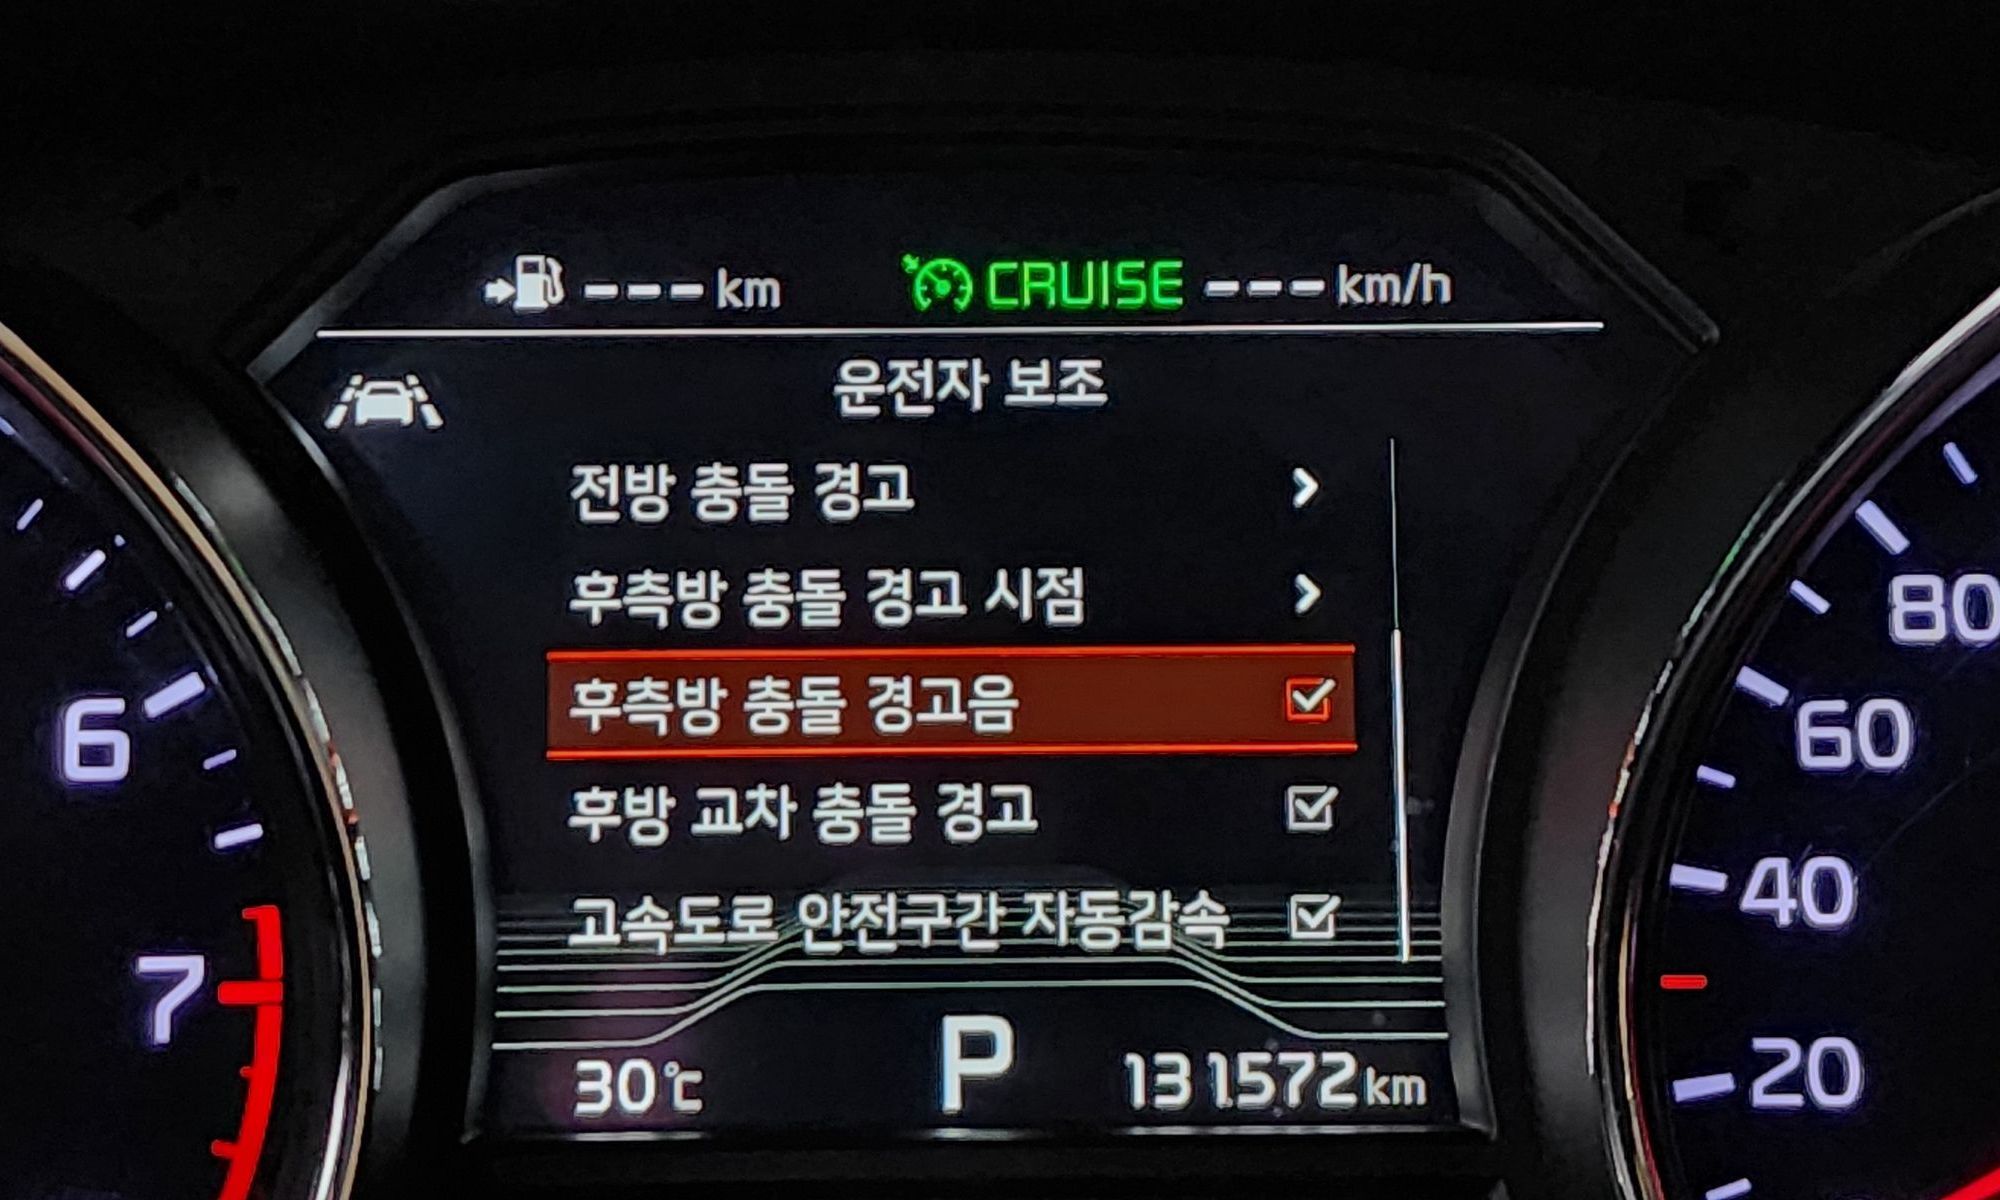 --- km CRUISE --- km/h
운전자 보조
전방 충돌 경고
후측방 충돌 경고 시점
후측방 충돌 경고음
후방 교차 충돌 경고
고속도로 안전구간 자동감속
30℃ P 131572km
6
7
80
60
40
20